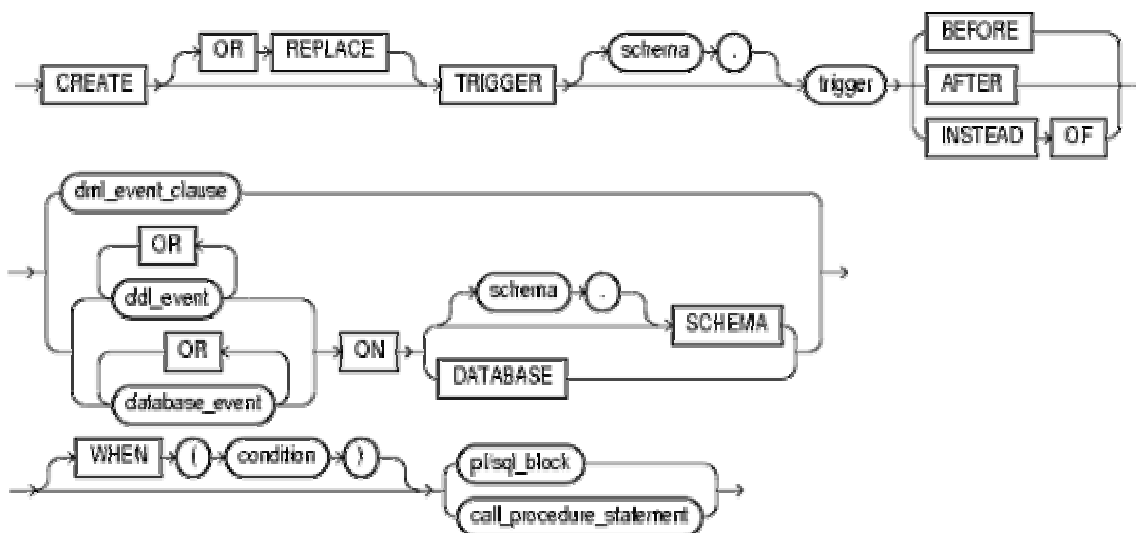 OR REPLACE schema . BEFORE
CREATE TRIGGER trigger AFTER
INSTEAD OF
dml_event_clause
OR
ddl_event schema .
OR ON SCHEMA
database_event DATABASE
WHEN ( condition ) pl/sql_block
call_procedure_statement